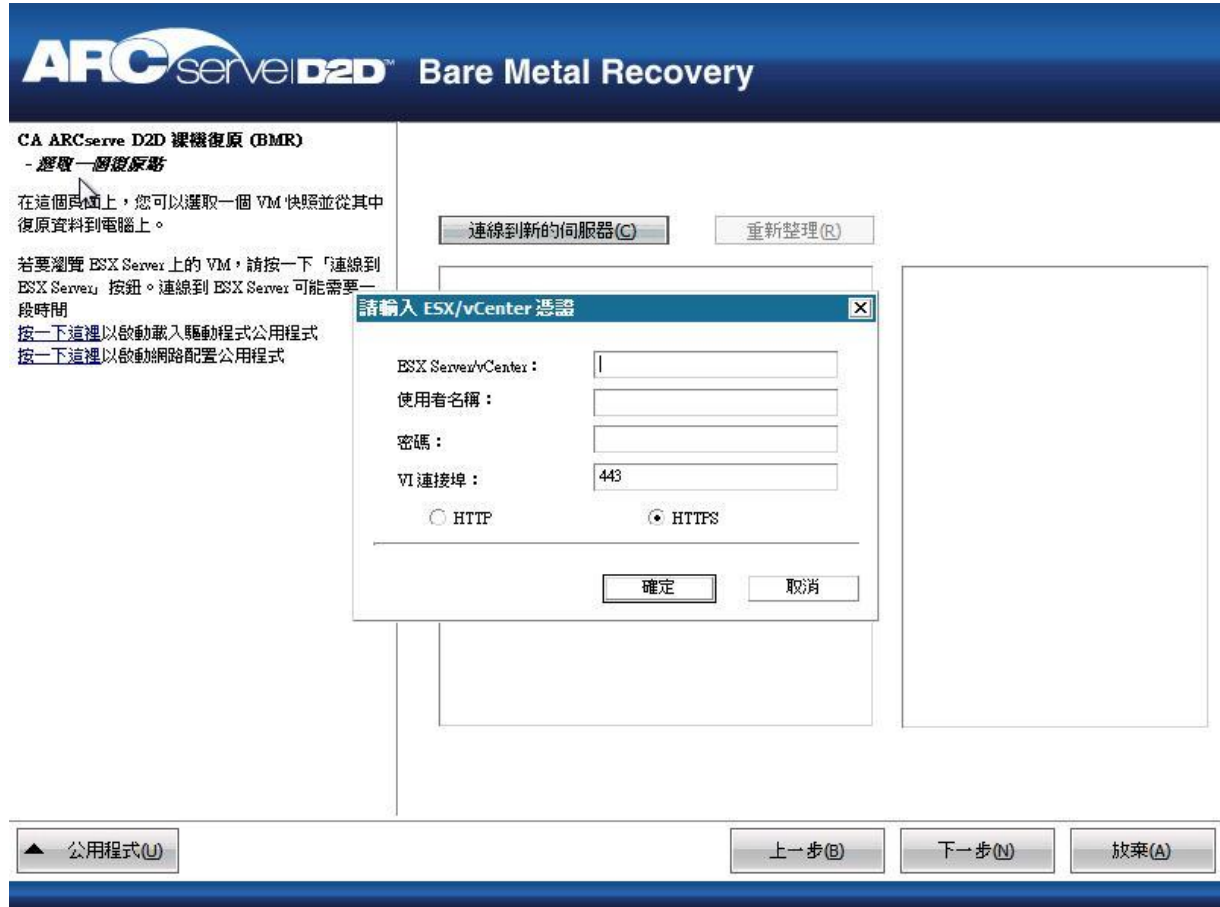 ARCserve D2D™ Bare Metal Recovery
CA ARCserve D2D 裸機復原 (BMR)
- 選取一個復原點
在這個頁面上，您可以選取一個 VM 快照並從其中
復原資料到電腦上。
若要瀏覽 ESX Server 上的 VM，請按一下「連線到
ESX Server」按鈕。連線到 ESX Server 可能需要一
段時間
按一下這裡以啟動載入驅動程式公用程式
按一下這裡以啟動網路配置公用程式
連線到新的伺服器(C)
重新整理(R)
請輸入 ESX/vCenter 憑證
ESX Server/vCenter：
使用者名稱：
密碼：
VI 連接埠：
443
HTTP
HTTPS
確定
取消
公用程式(U)
上一步(B)
下一步(N)
放棄(A)